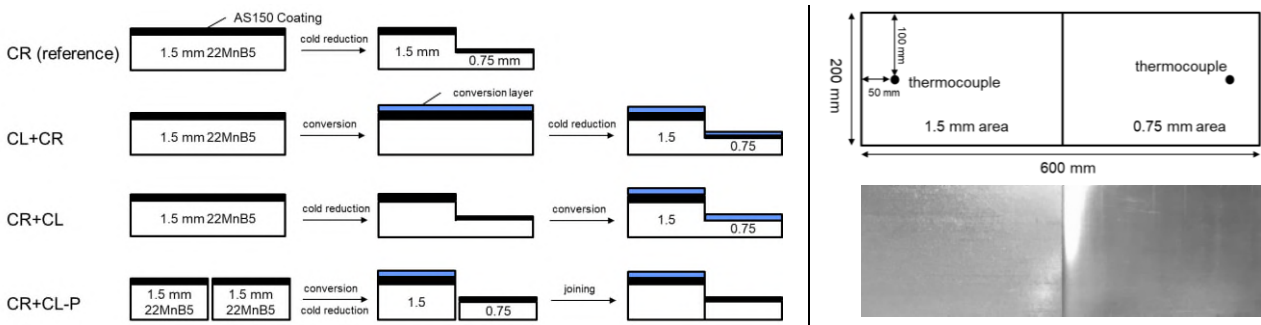 AS150 Coating
CR (reference)
1.5 mm 22MnB5
cold reduction
1.5 mm
0.75 mm
conversion layer
CL+CR
1.5 mm 22MnB5
conversion
cold reduction
1.5
0.75
CR+CL
1.5 mm 22MnB5
cold reduction
conversion
1.5
0.75
CR+CL-P
1.5 mm
22MnB5
1.5 mm
22MnB5
conversion
cold reduction
1.5
0.75
joining
200 mm
100 mm
50 mm
thermocouple
thermocouple
1.5 mm area
0.75 mm area
600 mm